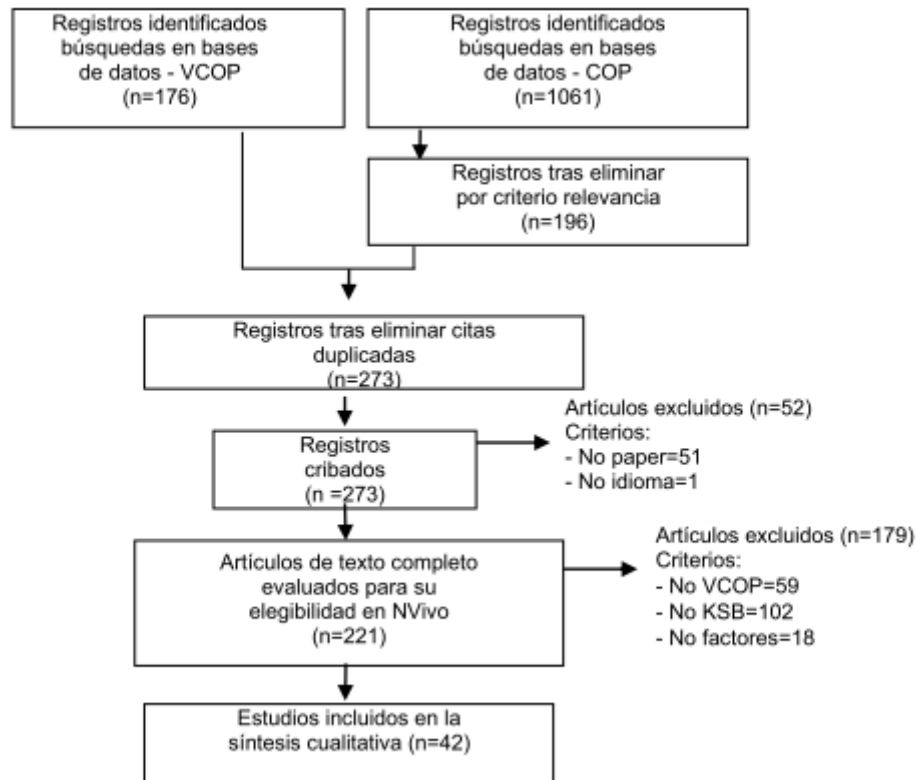 Registros identificados
búsquedas en bases
de datos - VCOP
(n=176)
Registros identificados
búsquedas en bases
de datos - COP
(n=1061)
Registros tras eliminar
por criterio relevancia
(n=196)
Registros tras eliminar citas
duplicadas
(n=273)
Registros
cribados
(n =273)
Artículos excluidos (n=52)
Criterios:
- No paper=51
- No idioma=1
Artículos de texto completo
evaluados para su
elegibilidad en NVivo
(n=221)
Artículos excluidos (n=179)
Criterios:
- No VCOP=59
- No KSB=102
- No factores=18
Estudios incluidos en la
síntesis cualitativa (n=42)